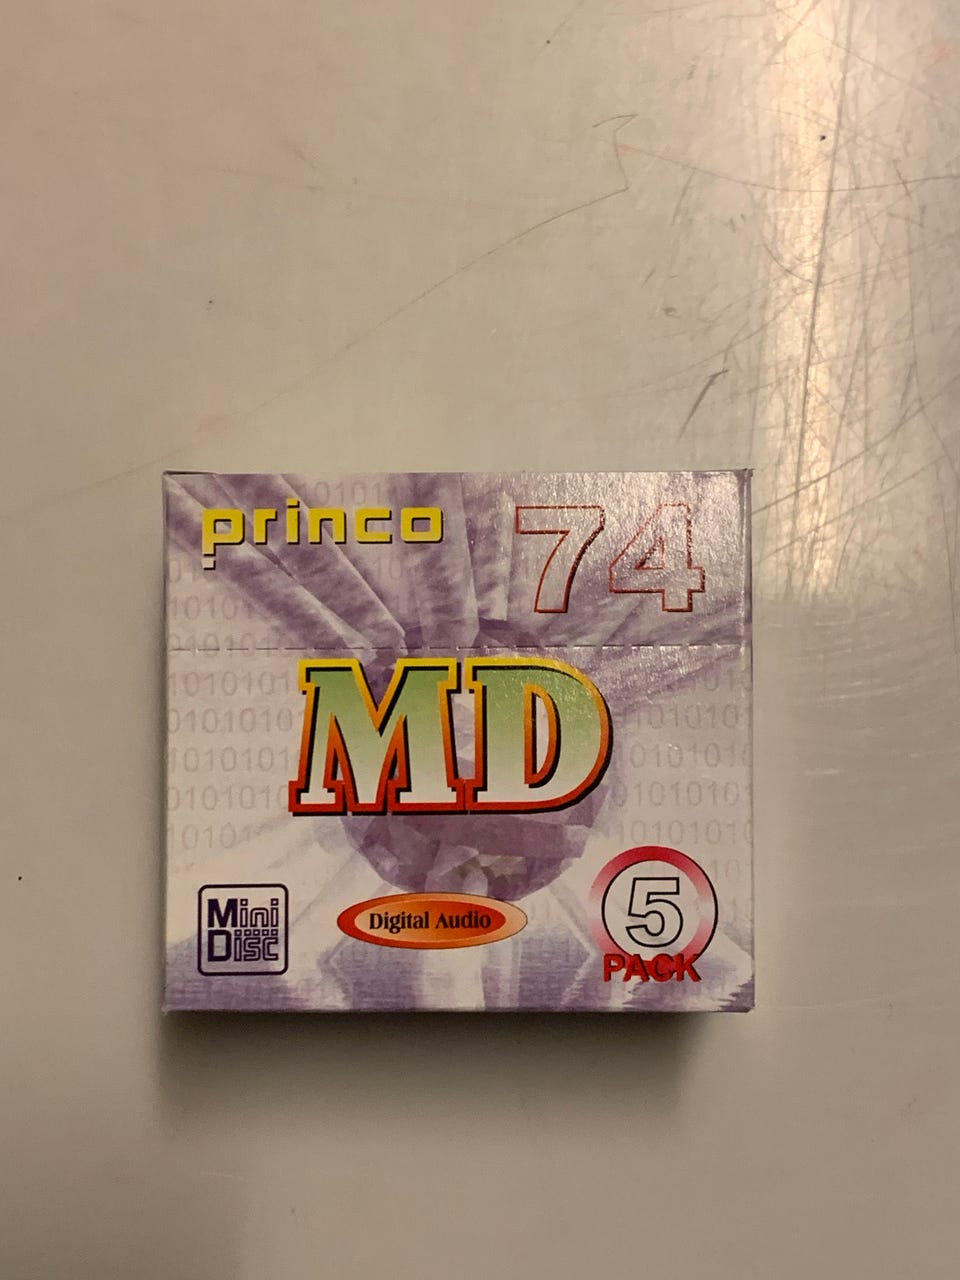 princo
74
MD
Mini
Disc
Digital Audio
5
PACK